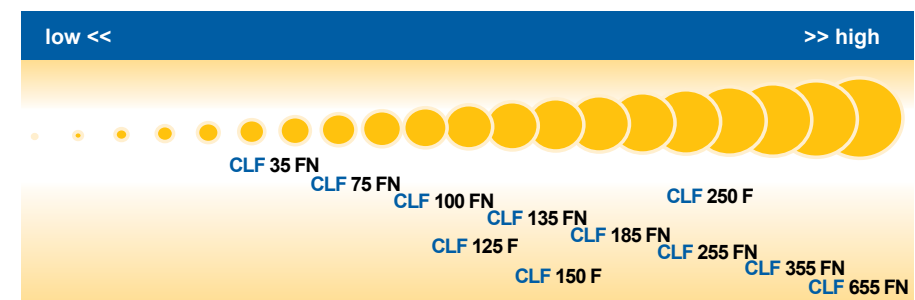 low <<
>> high
CLF 35 FN
CLF 75 FN
CLF 250 F
CLF 100 FN
CLF 135 FN
CLF 185 FN
CLF 125 F
CLF 255 FN
CLF 355 FN
CLF 150 F
CLF 655 FN